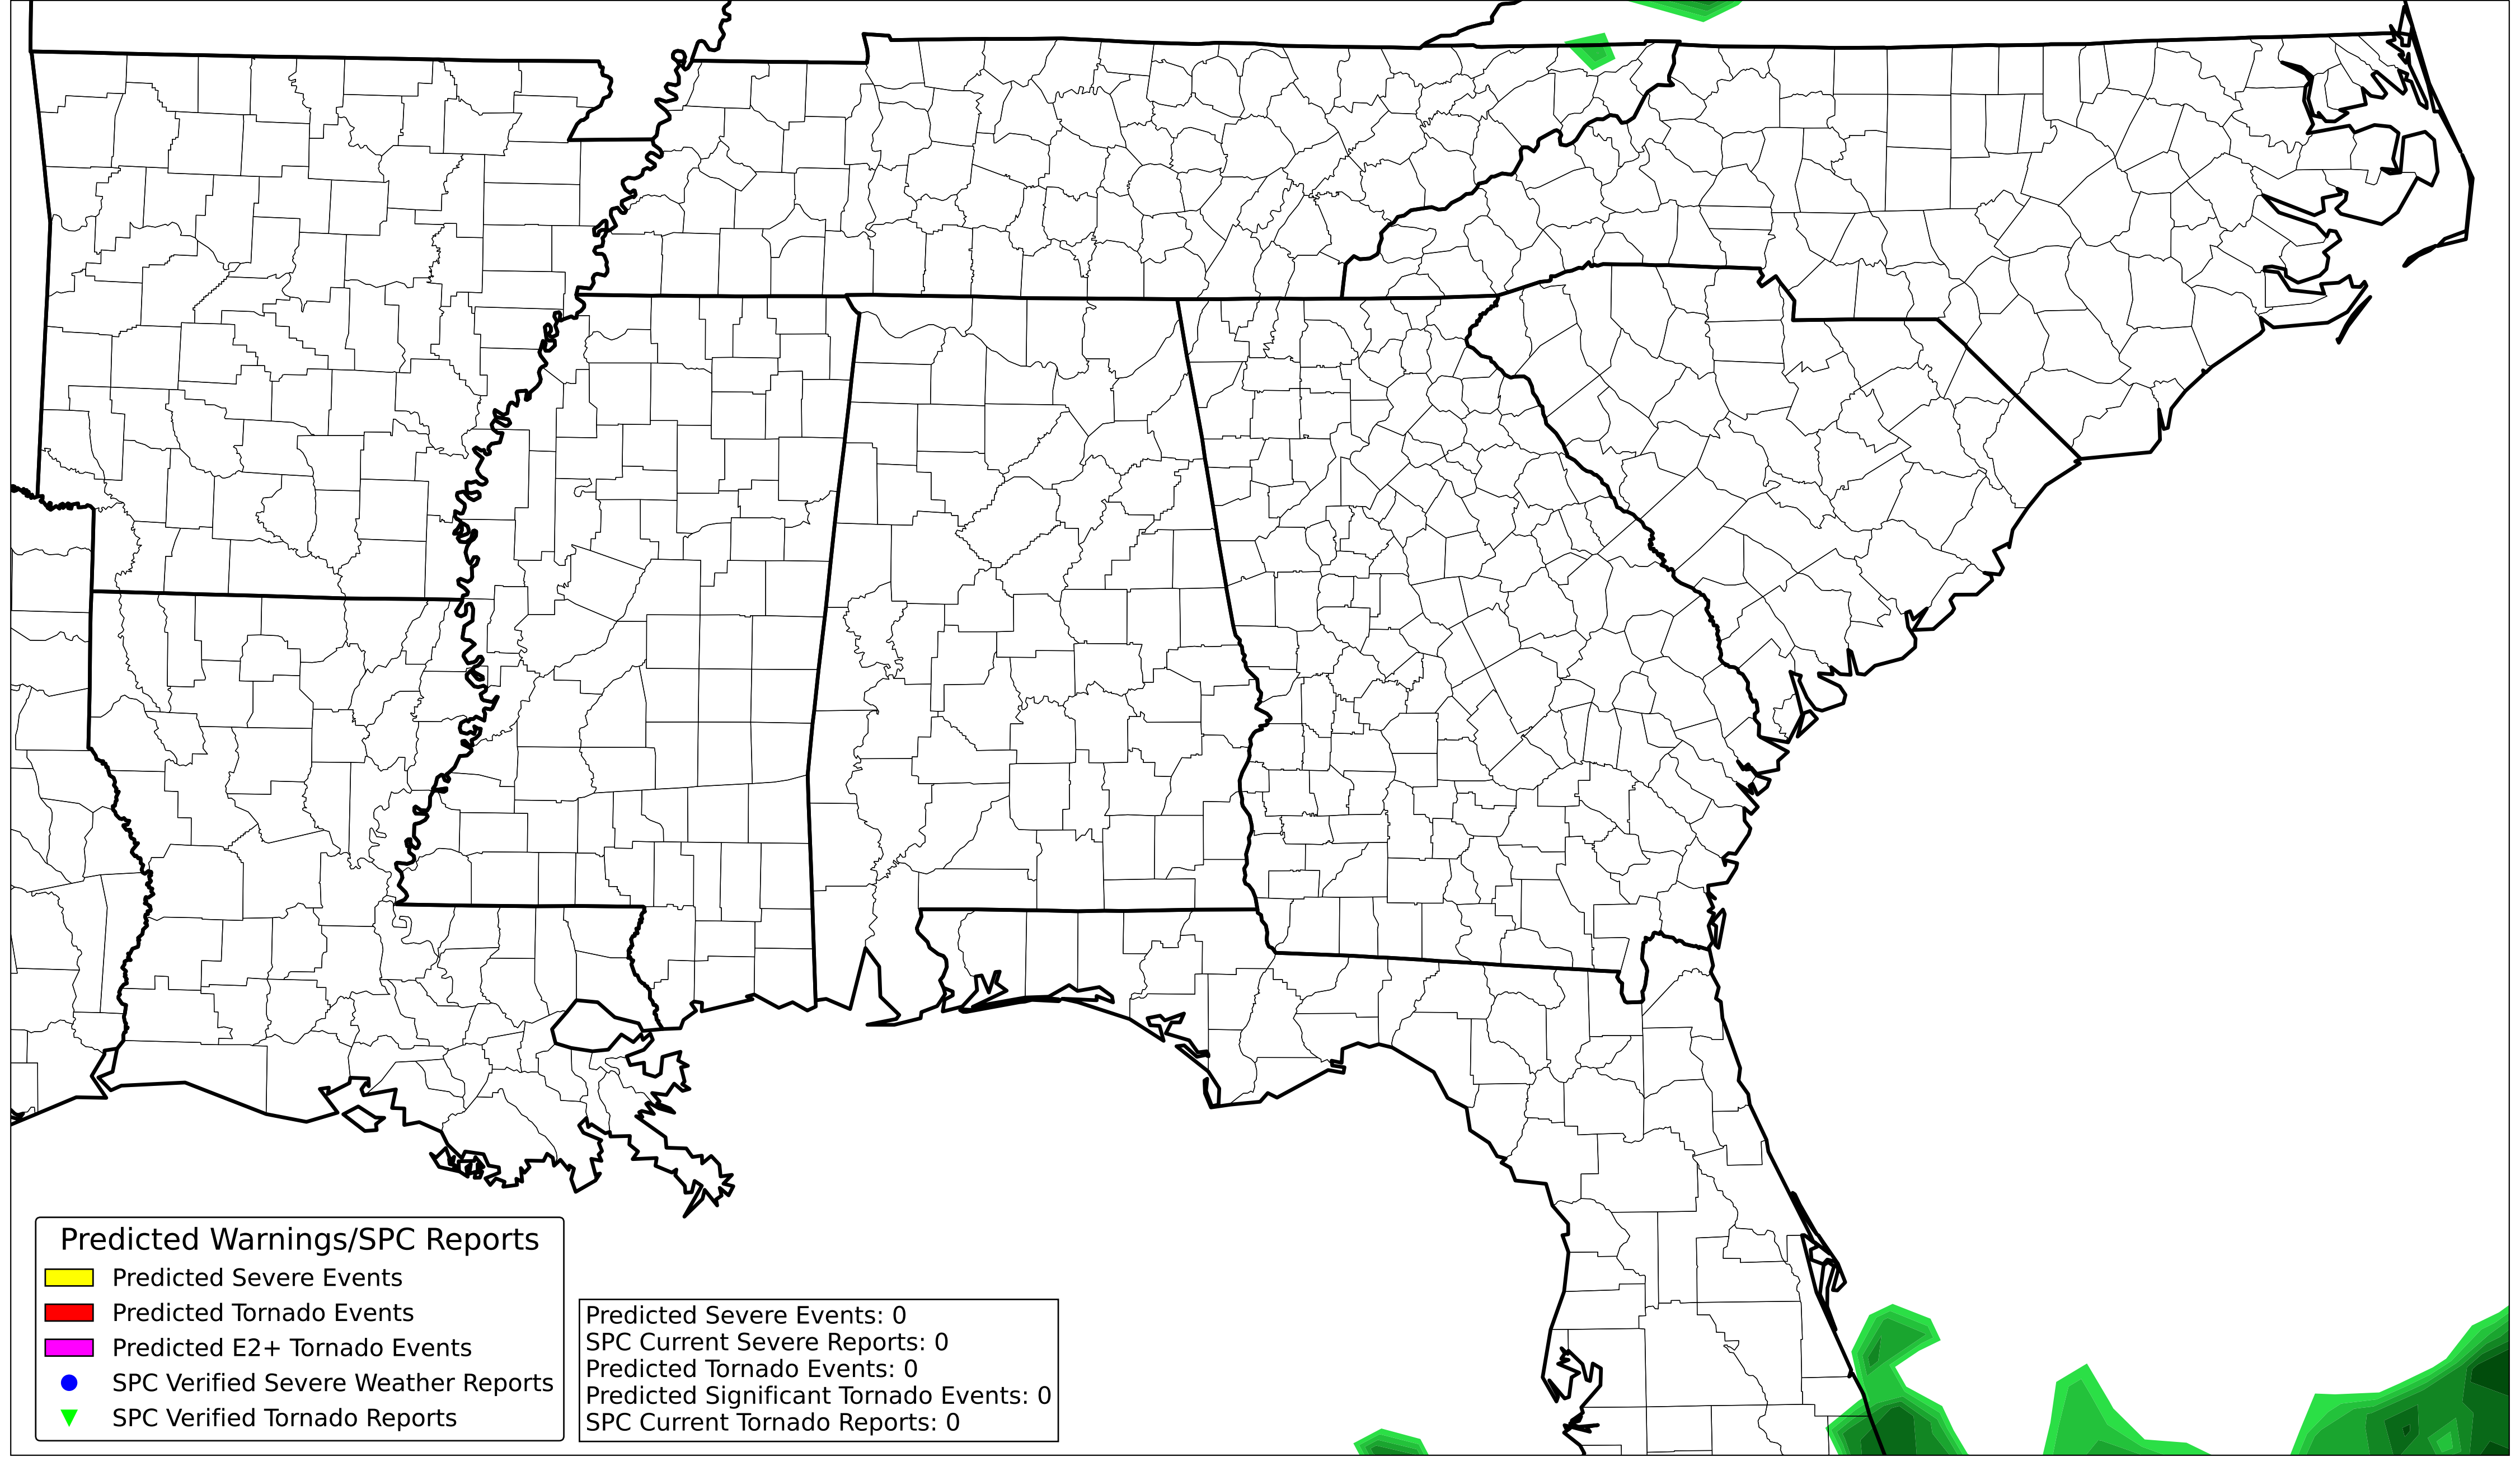 Predicted Warnings/SPC Reports
Predicted Severe Events
Predicted Tornado Events
Predicted E2+ Tornado Events
SPC Verified Severe Weather Reports
SPC Verified Tornado Reports
Predicted Severe Events: 0
SPC Current Severe Reports: 0
Predicted Tornado Events: 0
Predicted Significant Tornado Events: 0
SPC Current Tornado Reports: 0